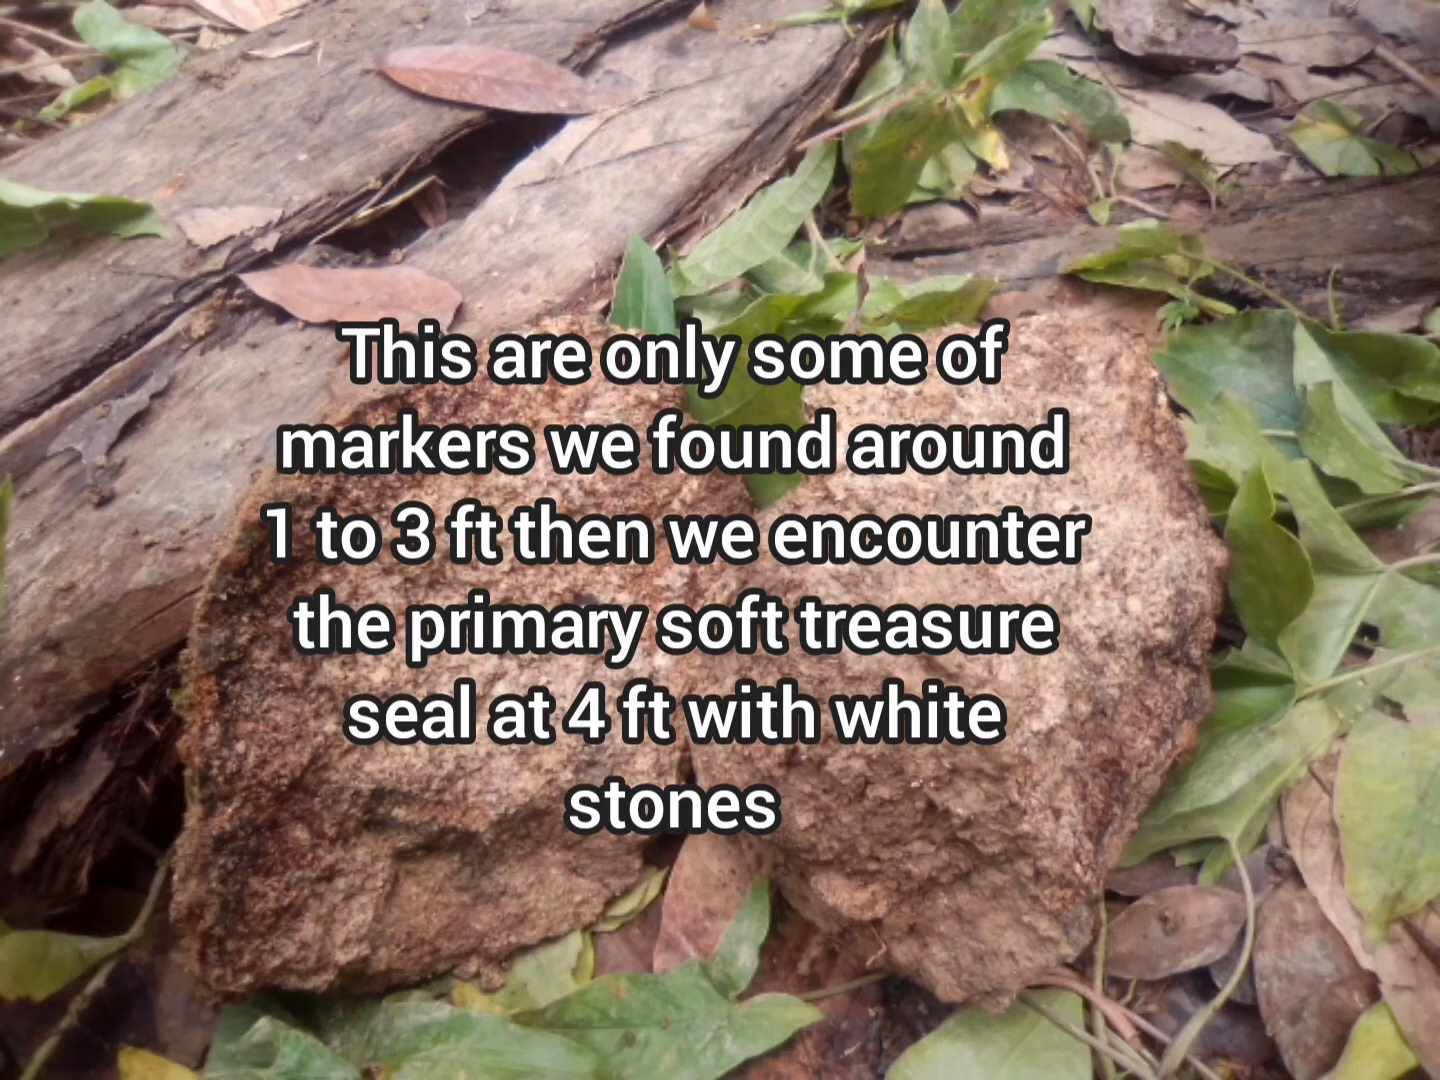 This are only some of
markers we found around
1 to 3 ft then we encounter
the primary soft treasure
seal at 4 ft with white
stones